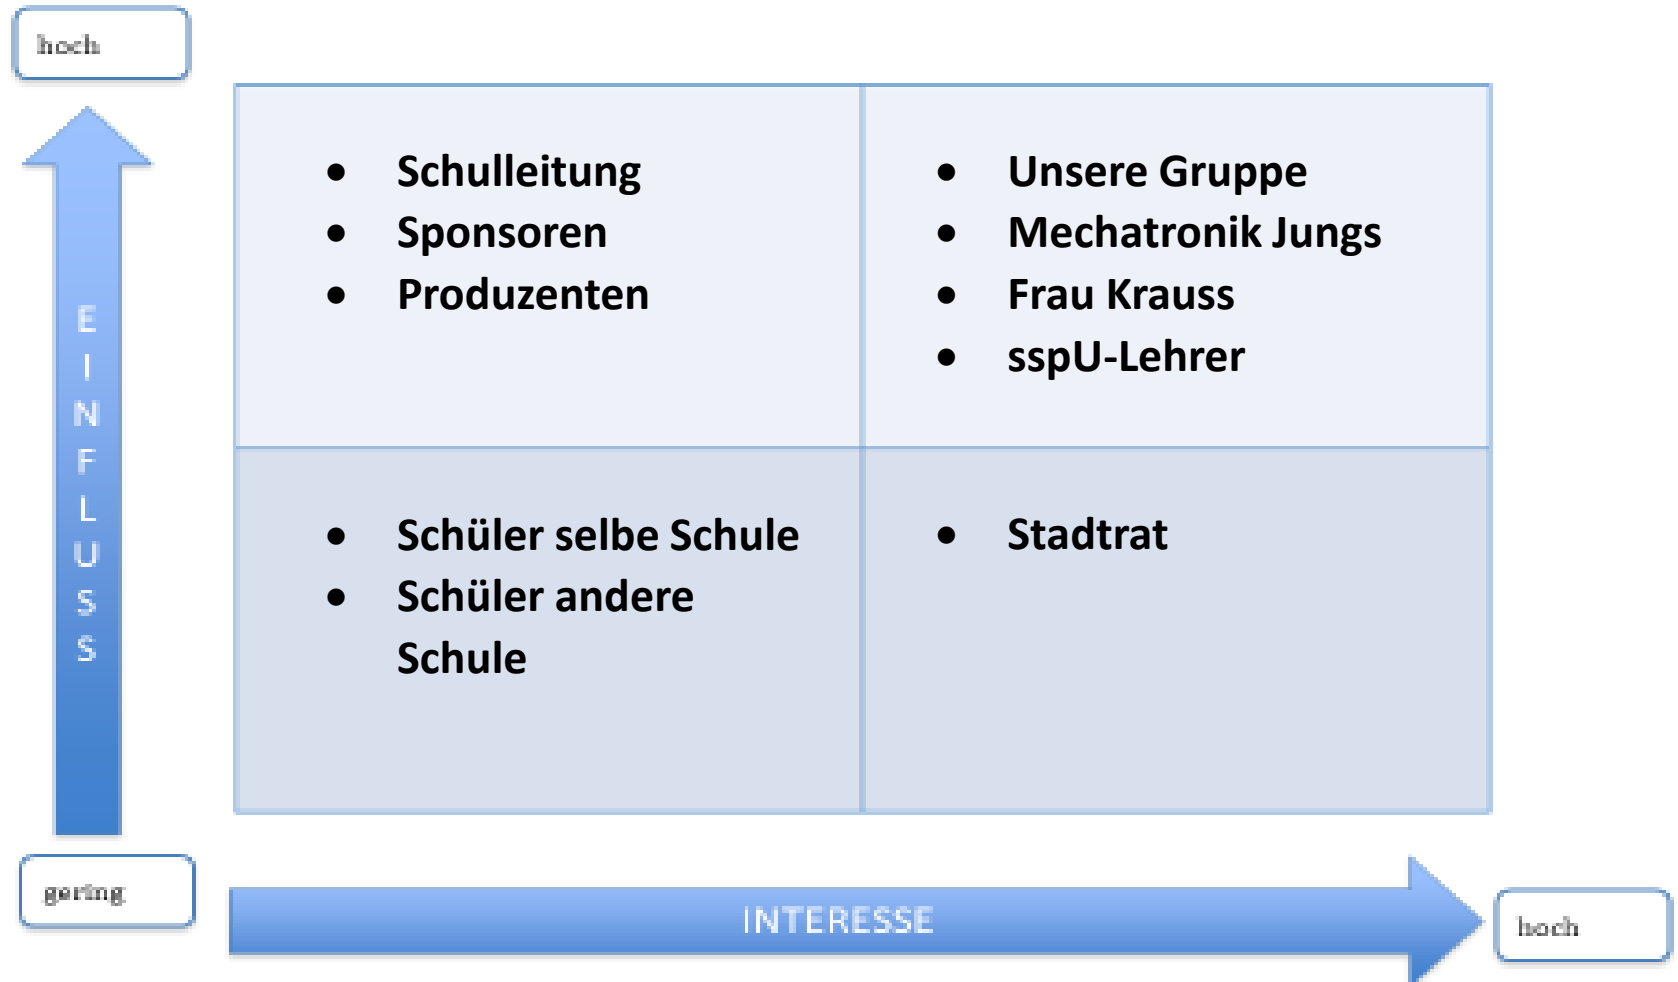 hoch
• Schulleitung
• Sponsoren
• Produzenten
• Unsere Gruppe
• Mechatronik Jungs
• Frau Krauss
• sspU-Lehrer
EINFLUSS
• Schüler selbe Schule
• Schüler andere
Schule
• Stadtrat
gering
INTERESSE
hoch